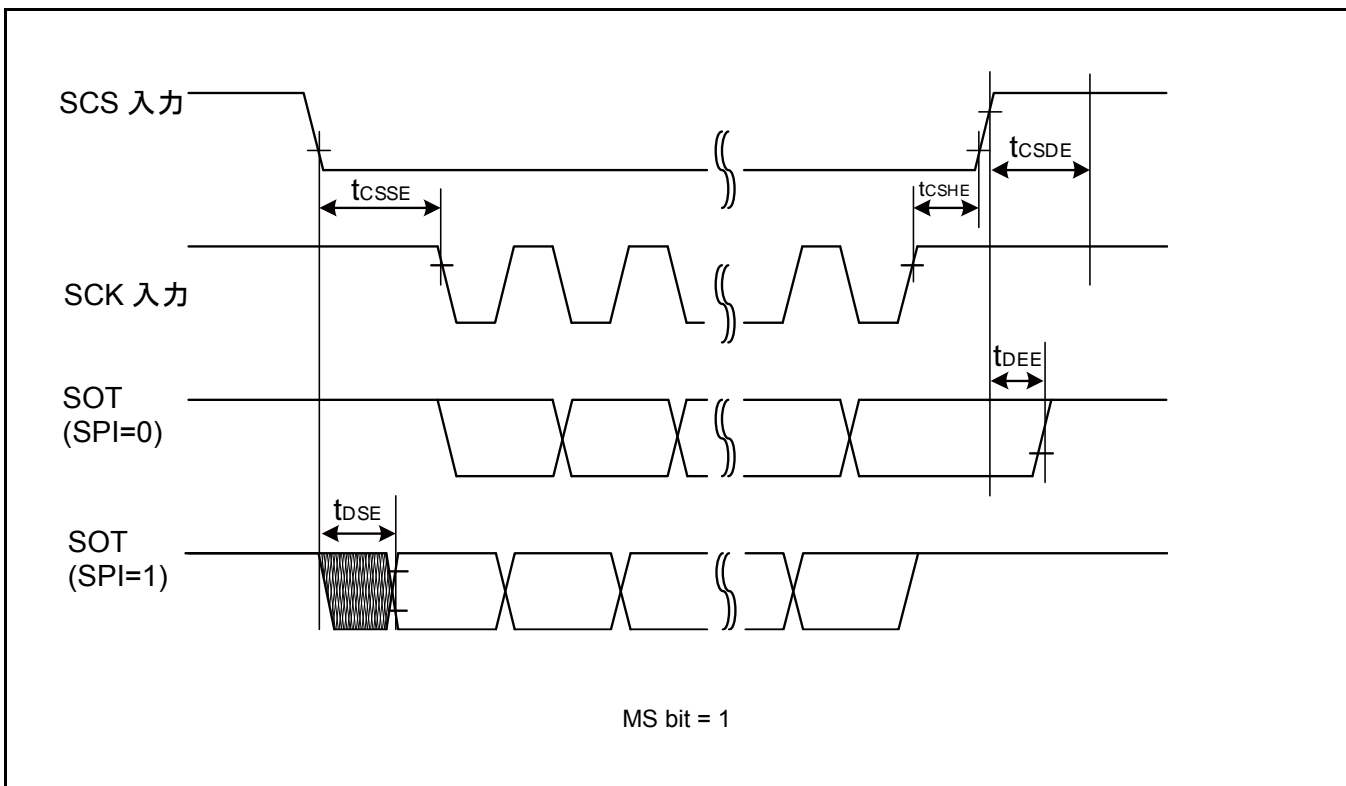 SCS 入力
tCSDE
tCSSE
tCSHE
SCK 入力
tDEE
SOT
(SPI=0)
tDSE
SOT
(SPI=1)
MS bit = 1